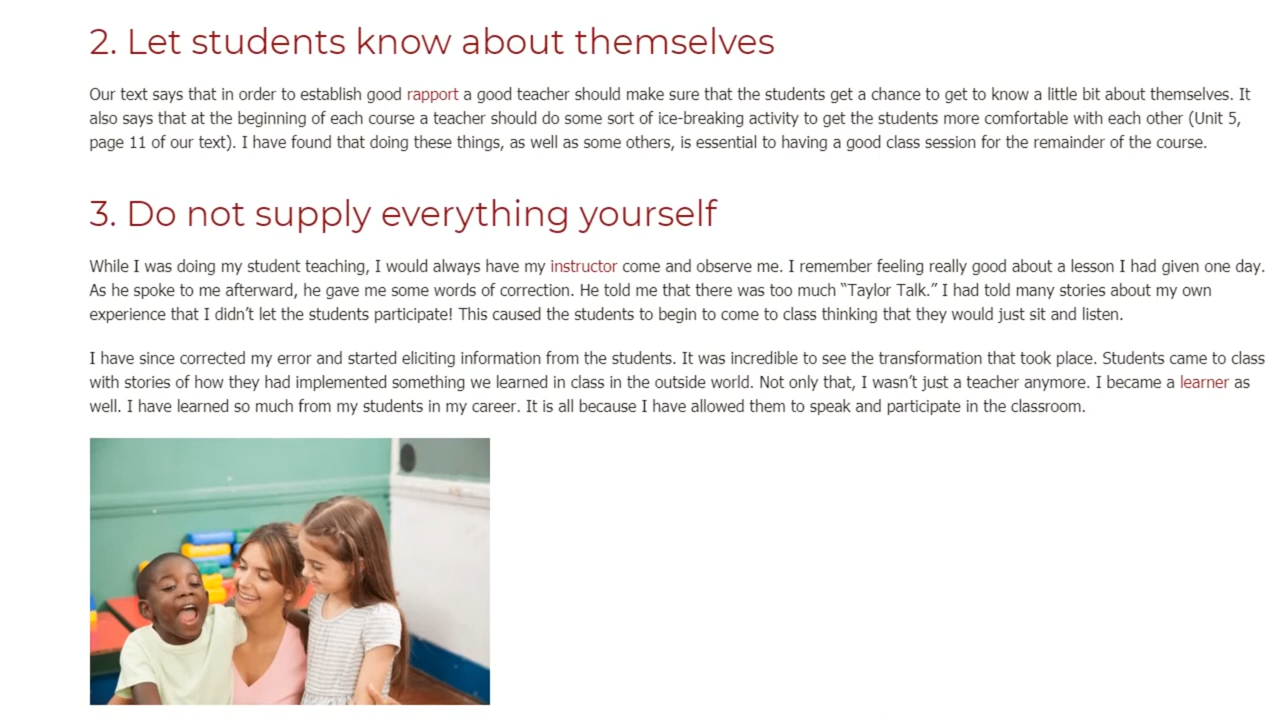 2. Let students know about themselves
Our text says that in order to establish good rapport a good teacher should make sure that the students get a chance to get to know a little bit about themselves. It
also says that at the beginning of each course a teacher should do some sort of ice-breaking activity to get the students more comfortable with each other (Unit 5,
page 11 of our text). I have found that doing these things, as well as some others, is essential to having a good class session for the remainder of the course.
3. Do not supply everything yourself
While I was doing my student teaching, I would always have my instructor come and observe me. I remember feeling really good about a lesson I had given one day.
As he spoke to me afterward, he gave me some words of correction. He told me that there was too much “Taylor Talk.” I had told many stories about my own
experience that I didn’t let the students participate! This caused the students to begin to come to class thinking that they would just sit and listen.
I have since corrected my error and started eliciting information from the students. It was incredible to see the transformation that took place. Students came to class
with stories of how they had implemented something we learned in class in the outside world. Not only that, I wasn’t just a teacher anymore. I became a learner as
well. I have learned so much from my students in my career. It is all because I have allowed them to speak and participate in the classroom.